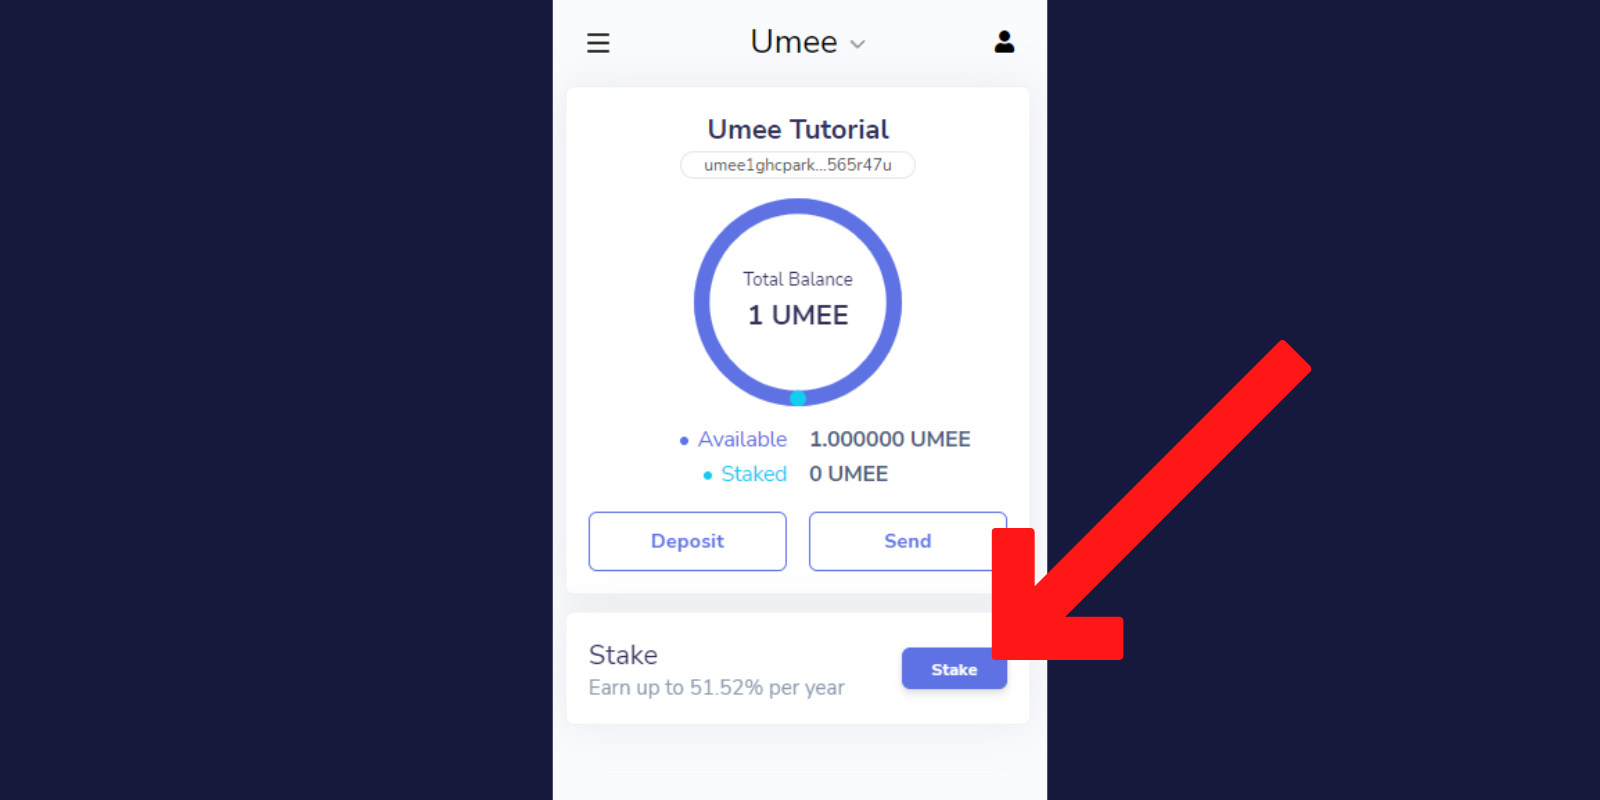 Umee
Umee Tutorial
umee1ghcpark...565r47u
Total Balance
1 UMEE
Available 1.000000 UMEE
Staked 0 UMEE
Deposit Send
Stake
Earn up to 51.52% per year
Stake